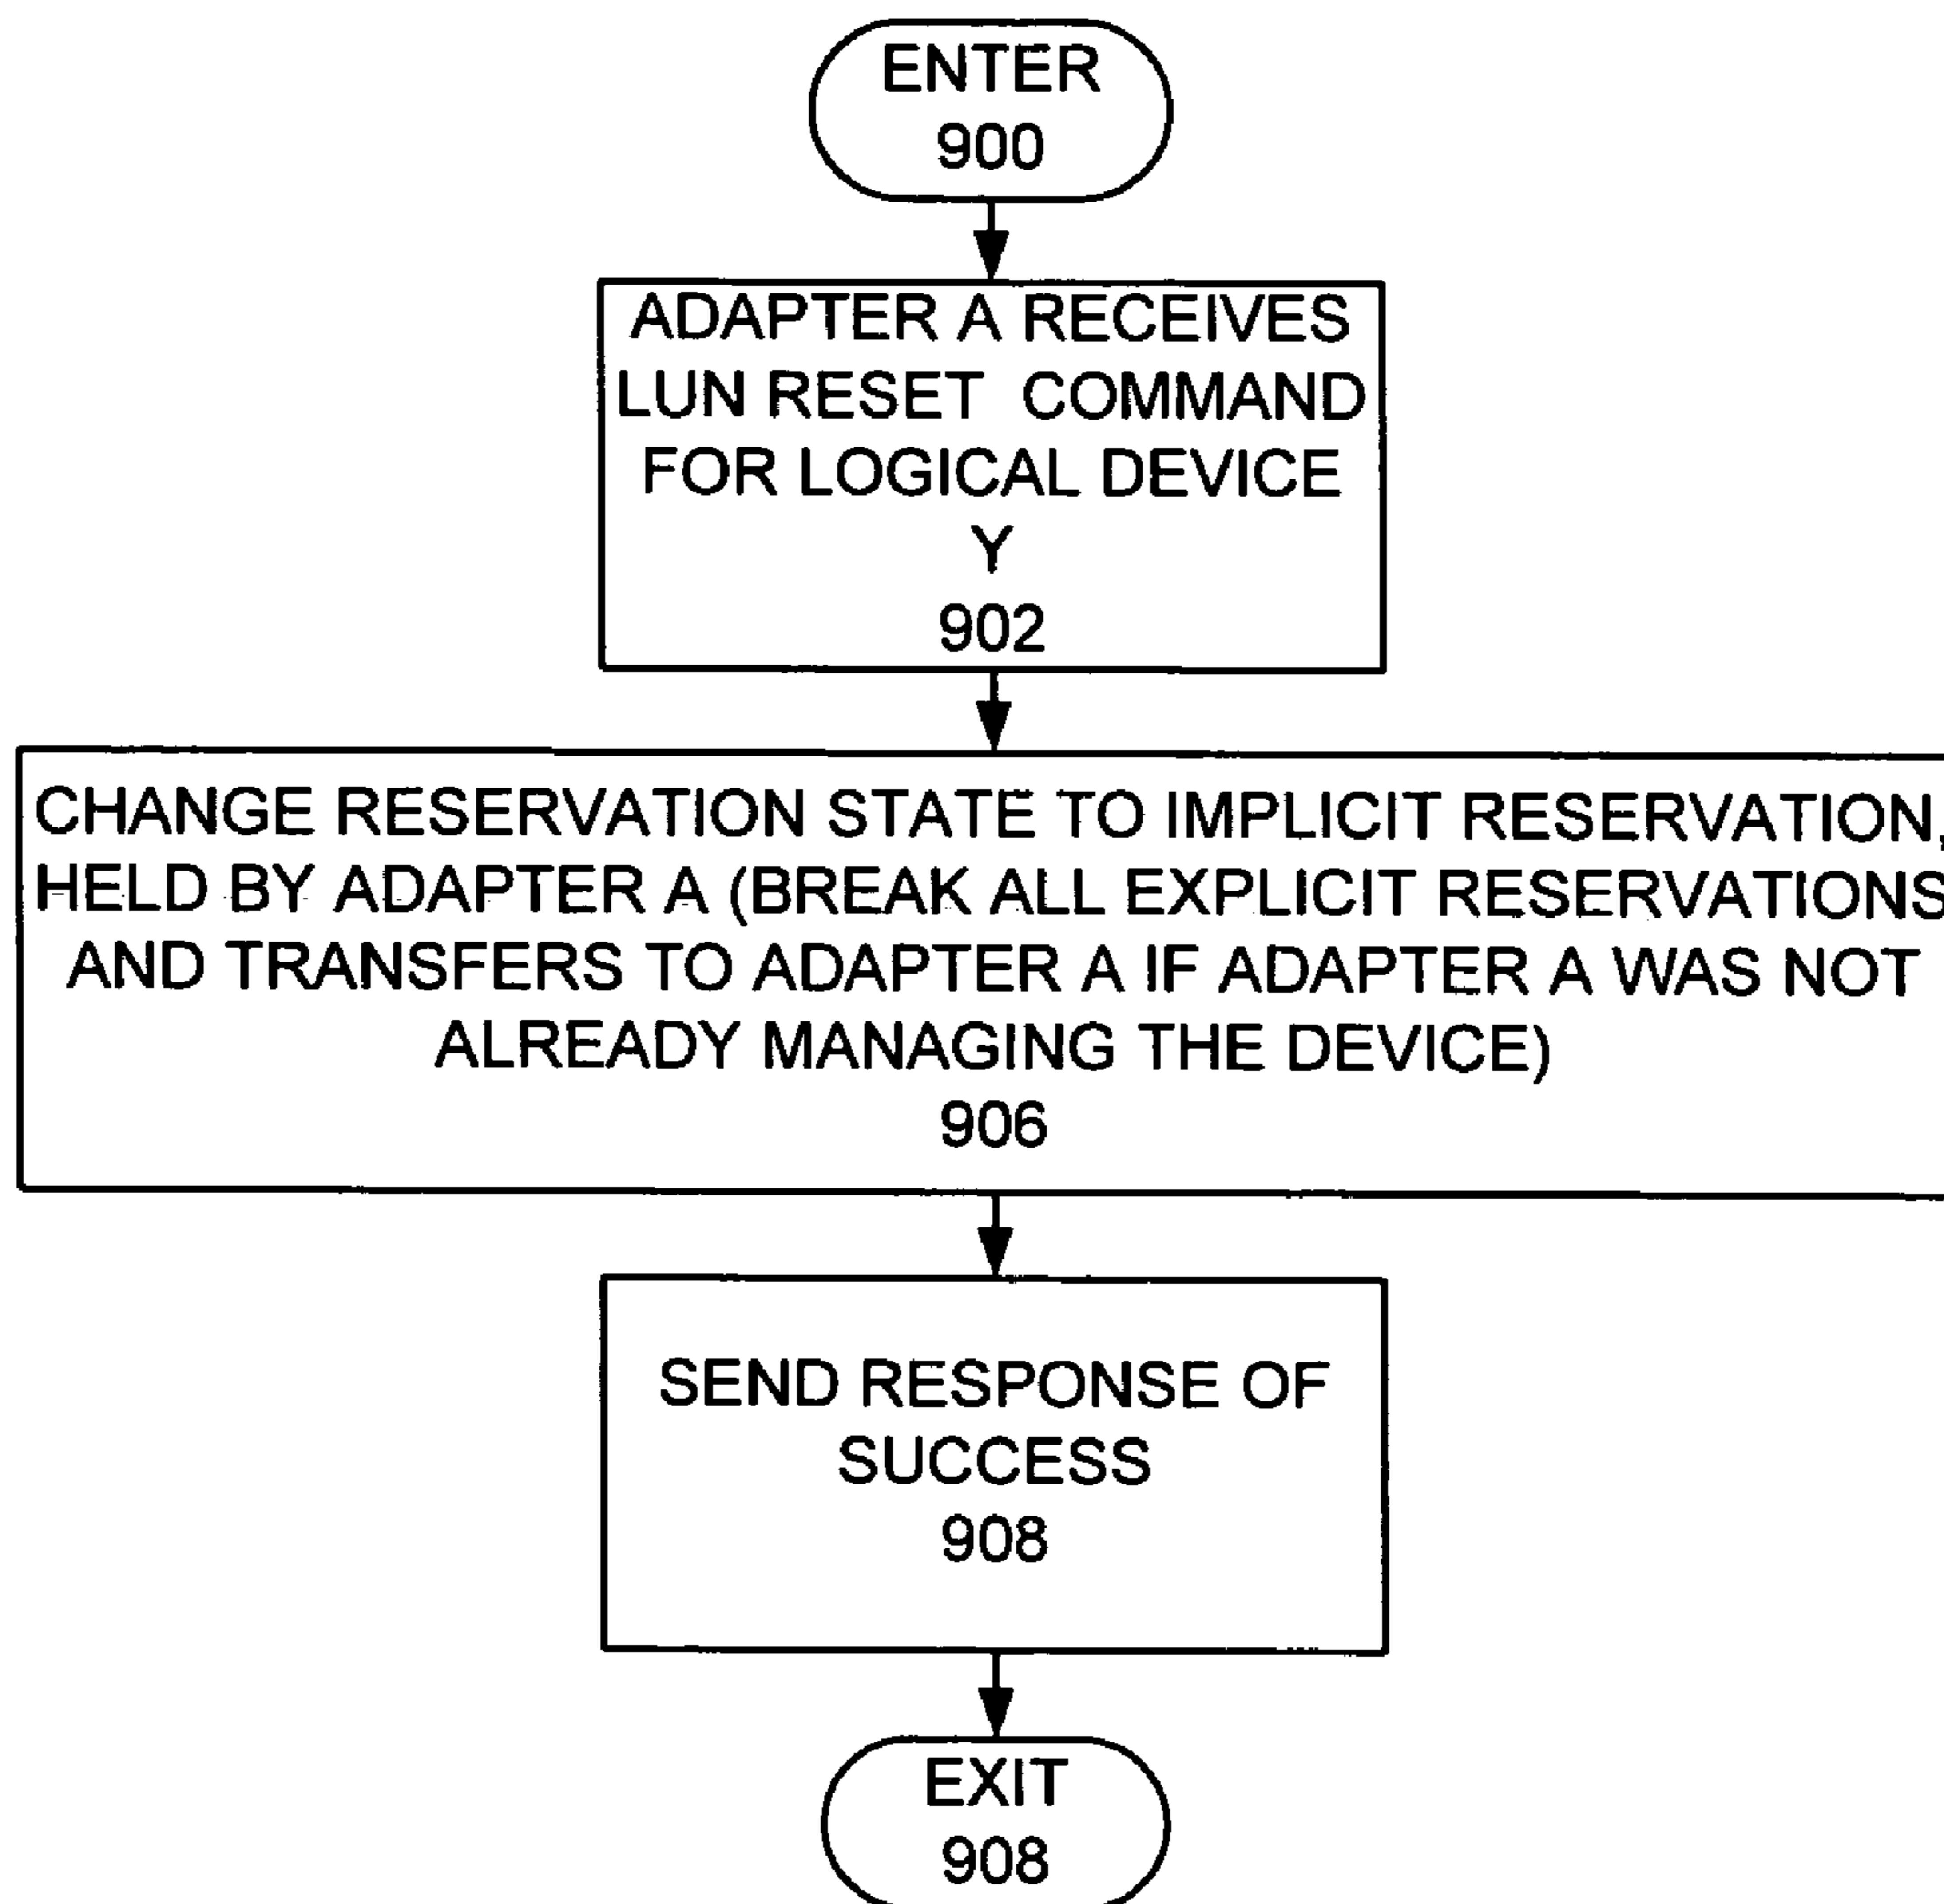 ENTER
900
ADAPTER A RECEIVES
LUN RESET COMMAND
FOR LOGICAL DEVICE
Y
902
CHANGE RESERVATION STATE TO IMPLICIT RESERVATION,
HELD BY ADAPTER A (BREAK ALL EXPLICIT RESERVATIONS
AND TRANSFERS TO ADAPTER A IF ADAPTER A WAS NOT
ALREADY MANAGING THE DEVICE)
906
SEND RESPONSE OF
SUCCESS
908
EXIT
908